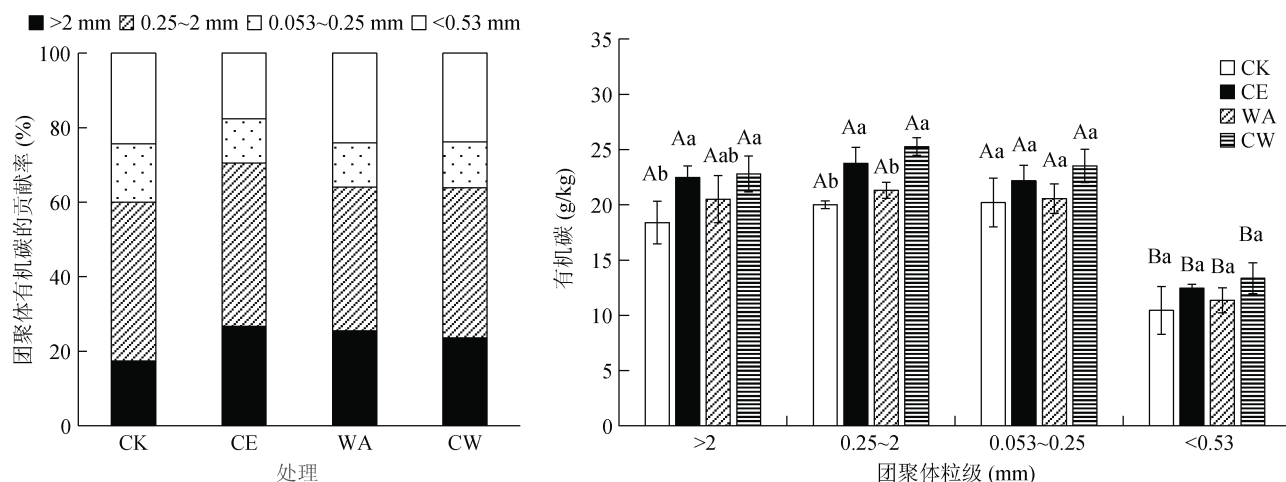 >2 mm 0.25~2 mm 0.053~0.25 mm <0.53 mm
团聚体有机碳的贡献率 (%)
100
80
60
40
20
0
CK CE WA CW
处理
有机碳 (g/kg)
35
30
25
20
15
10
5
0
CK
CE
WA
CW
Ab Aa Aab Aa
Ab Aa Ab Aa
Aa Aa Aa Aa
Ba Ba Ba Ba
>2 0.25~2 0.053~0.25 <0.53
团聚体粒级 (mm)